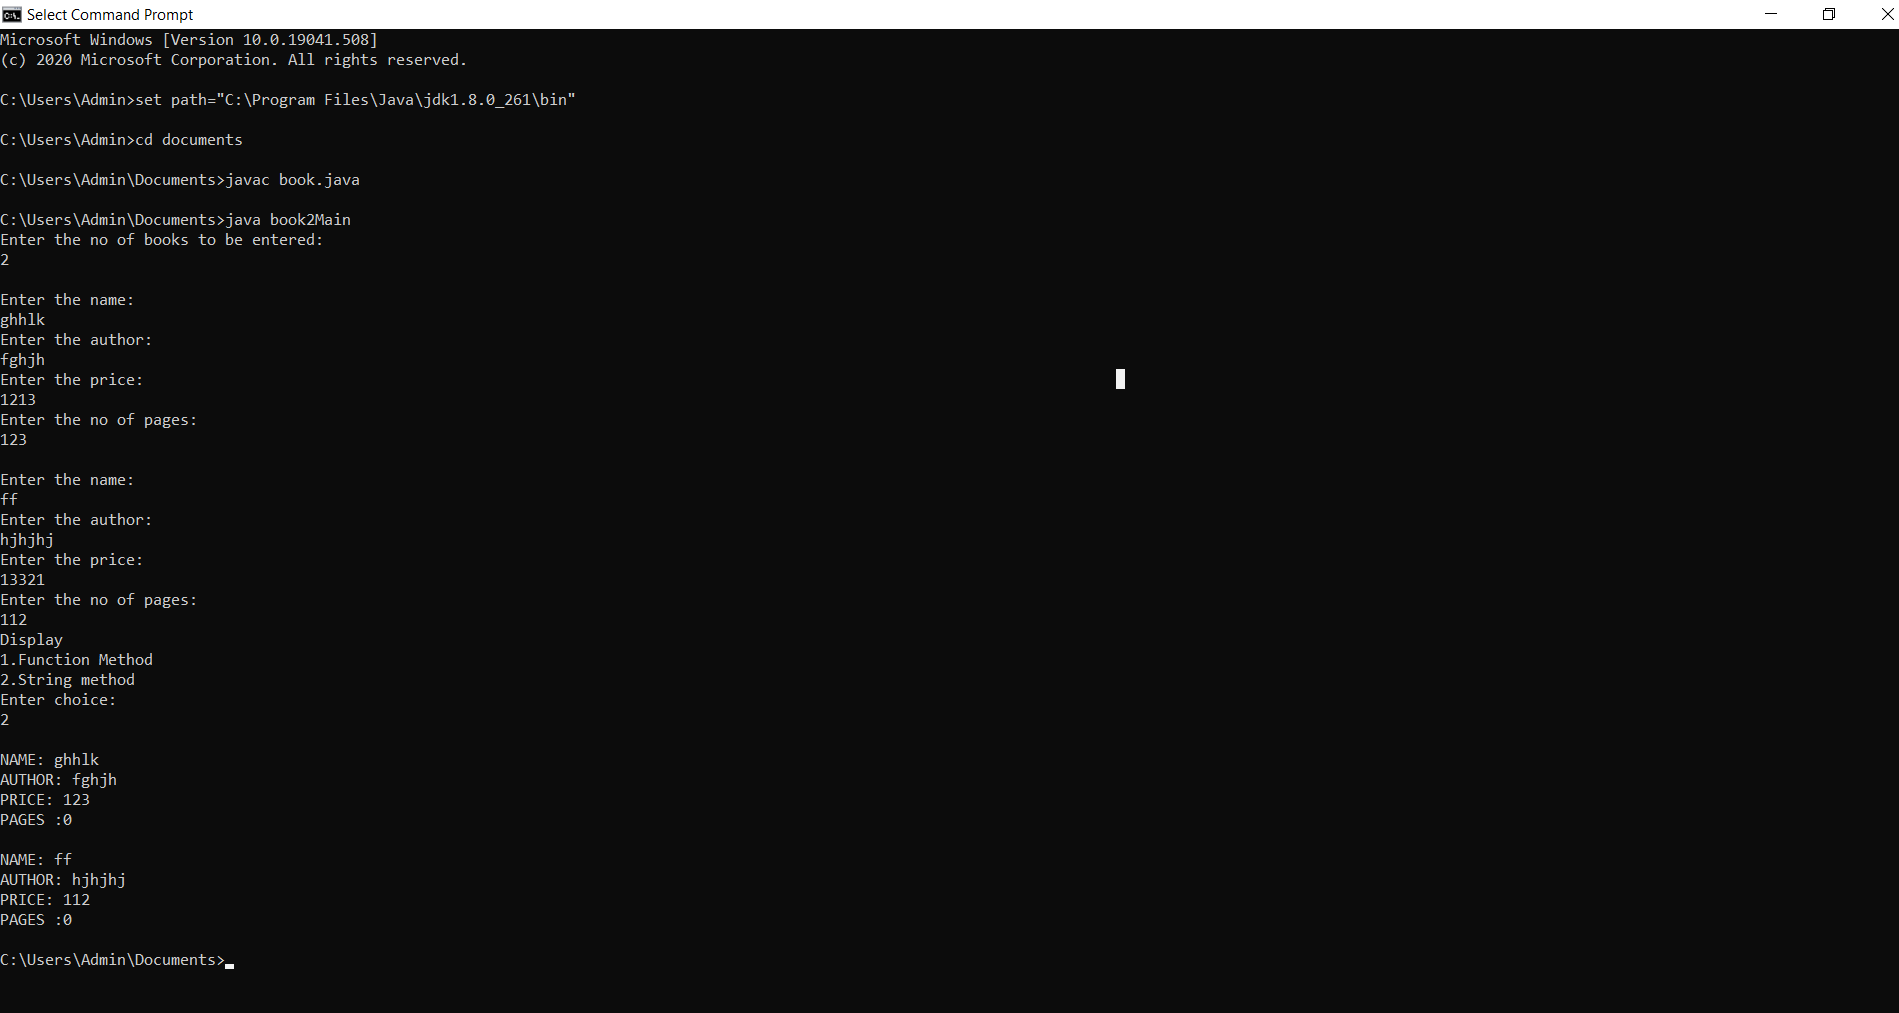 Select Command Prompt
Microsoft Windows [Version 10.0.19041.508]
(c) 2020 Microsoft Corporation. All rights reserved.
C:\Users\Admin>set path="C:\Program Files\Java\jdk1.8.0_261\bin"
C:\Users\Admin>cd documents
C:\Users\Admin\Documents>javac book.java
C:\Users\Admin\Documents>java book2Main
Enter the no of books to be entered:
2
Enter the name:
ghhlk
Enter the author:
fghjh
Enter the price:
1213
Enter the no of pages:
123
Enter the name:
ff
Enter the author:
hjhjhj
Enter the price:
13321
Enter the no of pages:
112
Display
1.Function Method
2.String method
Enter choice:
2
NAME: ghhlk
AUTHOR: fghjh
PRICE: 123
PAGES :0
NAME: ff
AUTHOR: hjhjhj
PRICE: 112
PAGES :0
C:\Users\Admin\Documents>